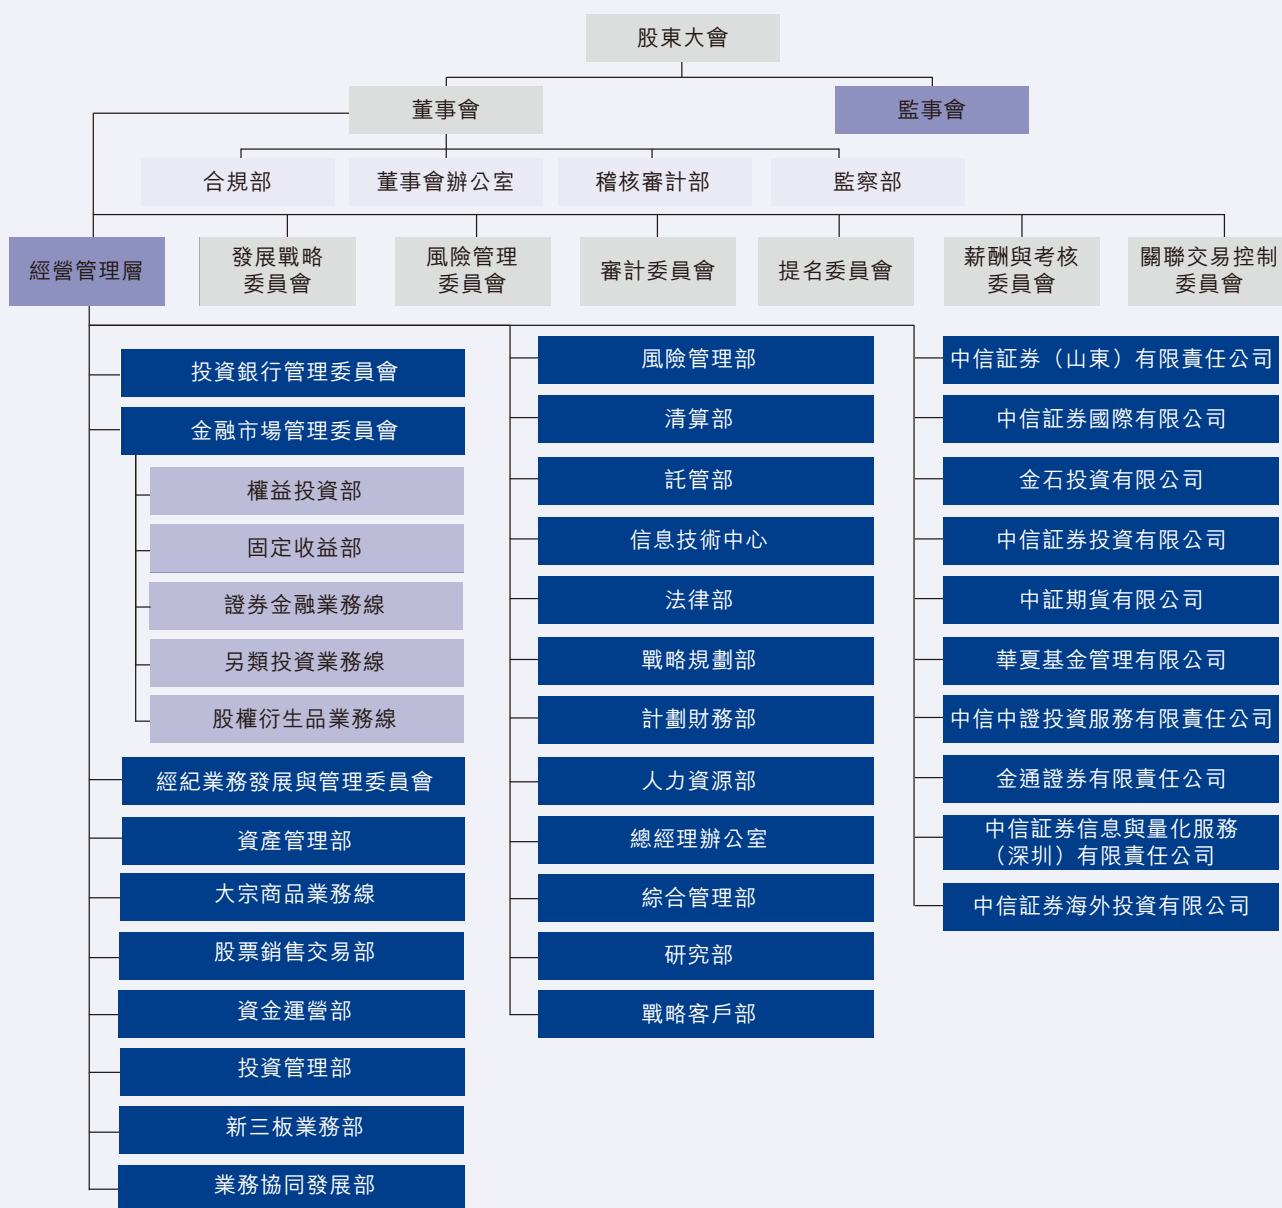 股東大會
董事會
監事會
合規部
董事會辦公室
稽核審計部
監察部
經營管理層
發展戰略
委員會
風險管理
委員會
審計委員會
提名委員會
薪酬與考核
委員會
關聯交易控制
委員會
投資銀行管理委員會
金融市場管理委員會
權益投資部
固定收益部
證券金融業務線
另類投資業務線
股權衍生品業務線
經紀業務發展與管理委員會
資產管理部
大宗商品業務線
股票銷售交易部
資金運營部
投資管理部
新三板業務部
業務協同發展部
風險管理部
清算部
託管部
信息技術中心
法律部
戰略規劃部
計劃財務部
人力資源部
總經理辦公室
綜合管理部
研究部
戰略客戶部
中信証券（山東）有限責任公司
中信証券國際有限公司
金石投資有限公司
中信証券投資有限公司
中証期貨有限公司
華夏基金管理有限公司
中信中證投資服務有限責任公司
金通證券有限責任公司
中信証券信息與量化服務
（深圳）有限責任公司
中信証券海外投資有限公司